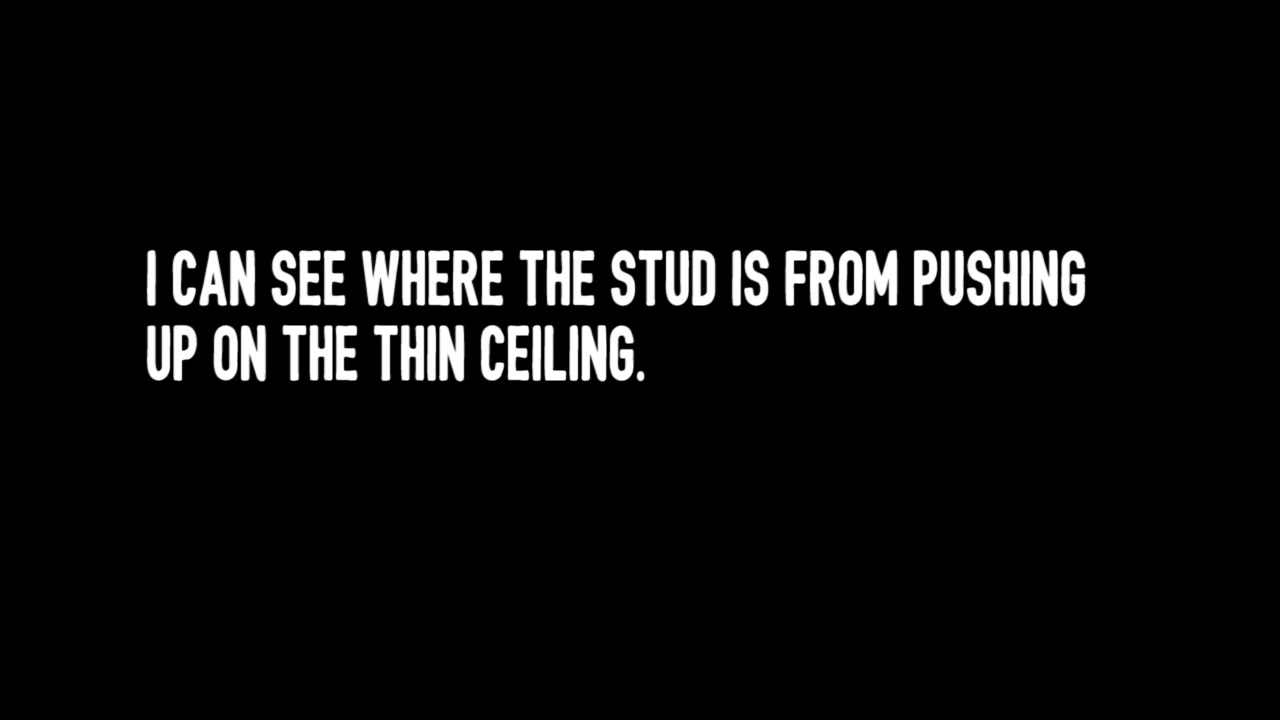 I CAN SEE WHERE THE STUD IS FROM PUSHING
UP ON THE THIN CEILING.